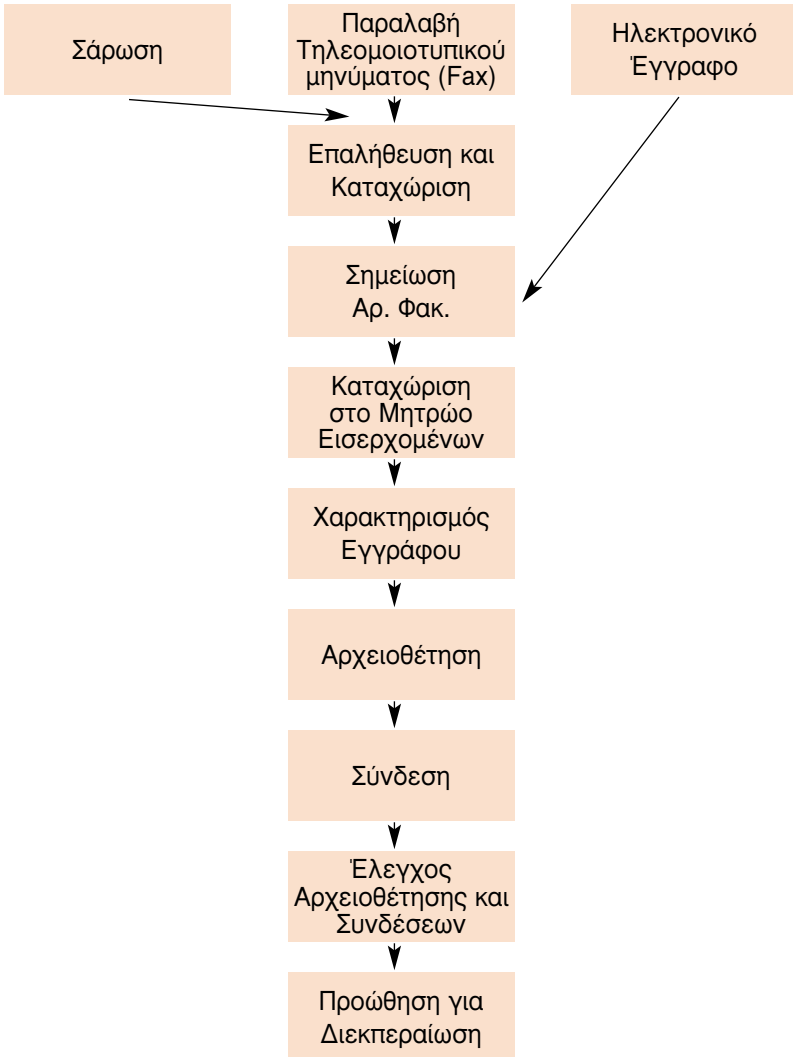 Σάρωση
Παραλαβή
Τηλεομοιοτυπικού
μηνύματος (Fax)
Ηλεκτρονικό
Έγγραφο
Επαλήθευση και
Καταχώριση
Σημείωση
Αρ. Φακ.
Καταχώριση
στο Μητρώο
Εισερχομένων
Χαρακτηρισμός
Εγγράφου
Αρχειοθέτηση
Σύνδεση
Έλεγχος
Αρχειοθέτησης και
Συνδέσεων
Προώθηση για
Διεκπεραίωση